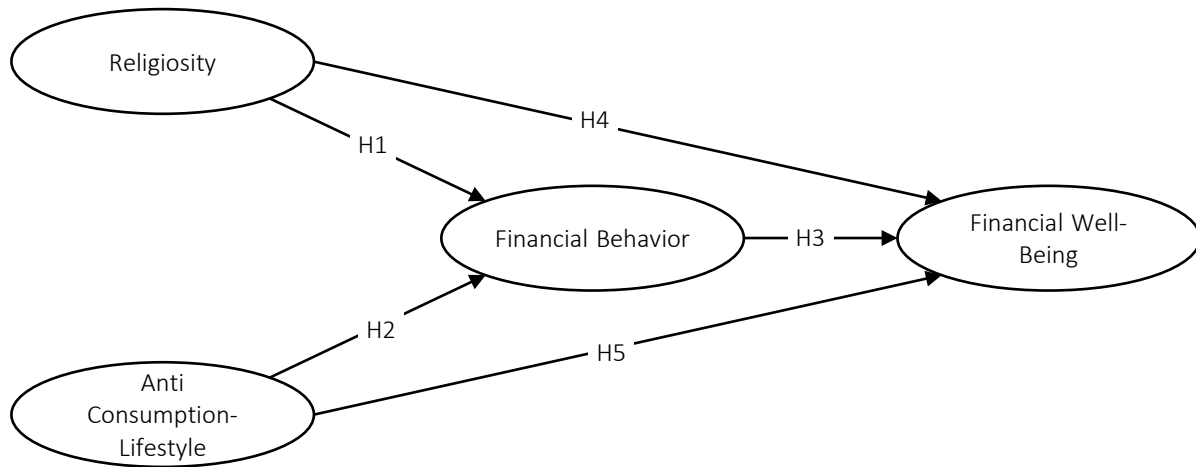 Religiosity
H4
H1
Financial Behavior
H3
Financial Well-
Being
H2
H5
Anti
Consumption-
Lifestyle